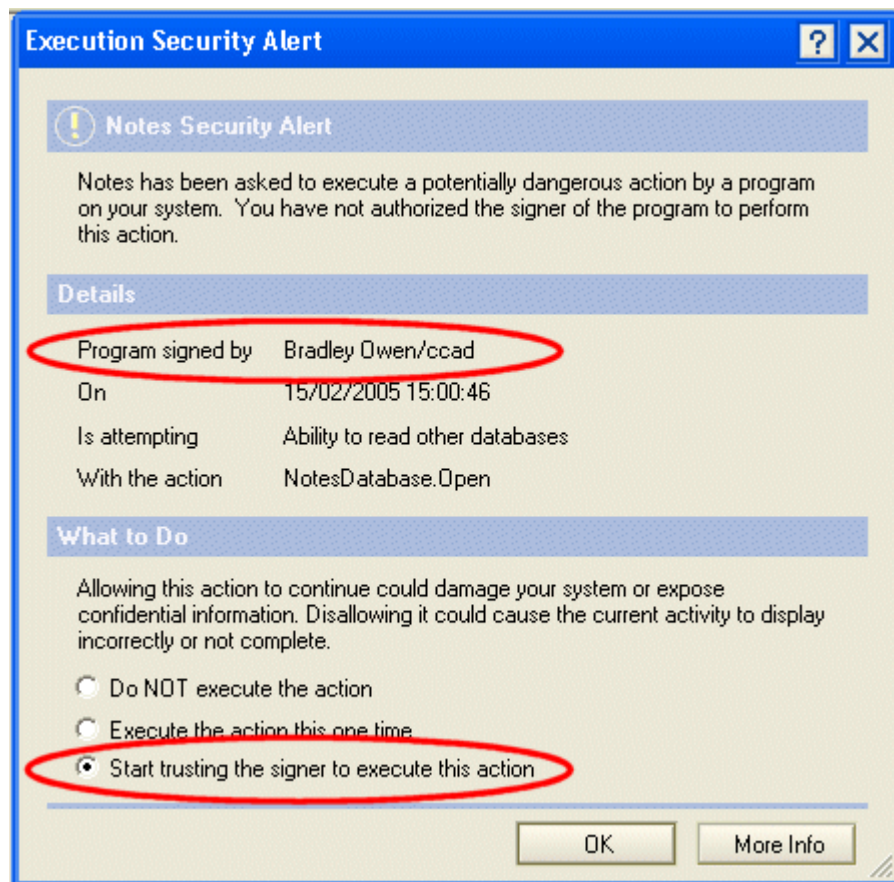 Execution Security Alert
Notes Security Alert
Notes has been asked to execute a potentially dangerous action by a program
on your system. You have not authorized the signer of the program to perform
this action.
Details
Program signed by Bradley Owen/ccad
On 15/02/2005 15:00:46
Is attempting Ability to read other databases
With the action NotesDatabase.Open
What to Do
Allowing this action to continue could damage your system or expose
confidential information. Disallowing it could cause the current activity to display
incorrectly or not complete.
Do NOT execute the action
Execute the action this one time
Start trusting the signer to execute this action
OK More Info